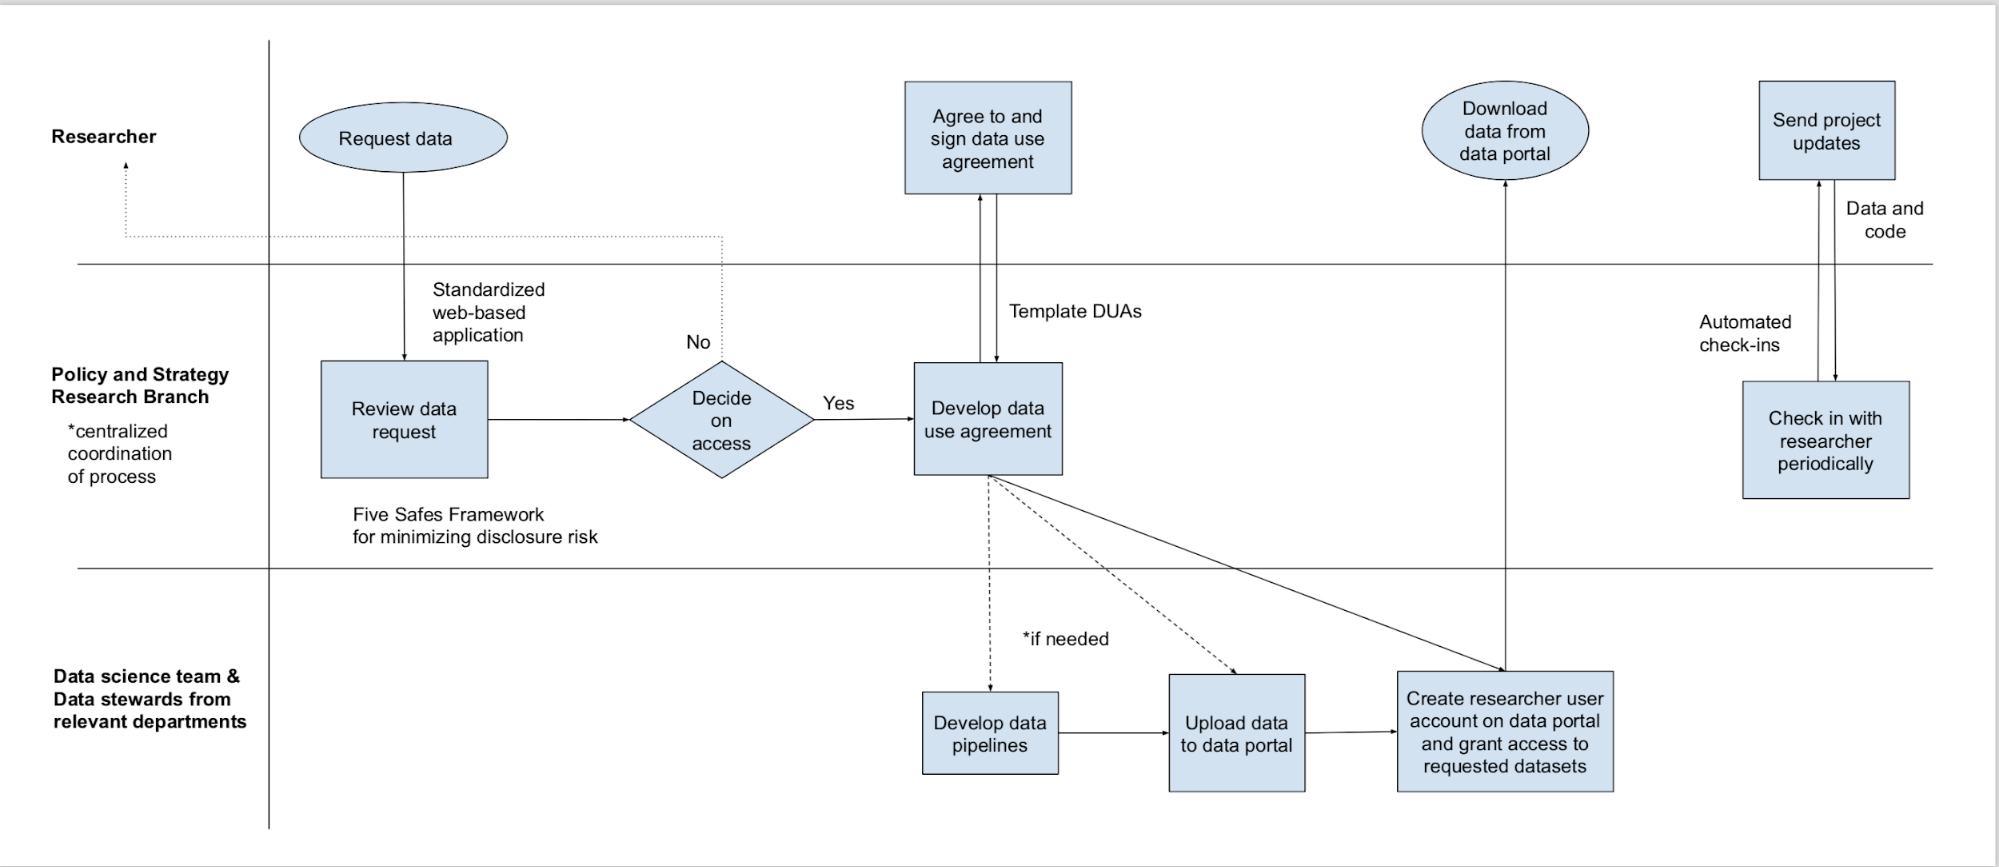 Researcher
Request data
Agree to and
sign data use
agreement
Download
data from
data portal
Send project
updates
Data and
code
Standardized
web-based
application
No
Template DUAs
Automated
check-ins
Policy and Strategy
Research Branch
*centralized
coordination
of process
Review data
request
Decide
on
access
Yes
Develop data
use agreement
Check in with
researcher
periodically
Five Safes Framework
for minimizing disclosure risk
*if needed
Data science team &
Data stewards from
relevant departments
Develop data
pipelines
Upload data
to data portal
Create researcher user
account on data portal
and grant access to
requested datasets